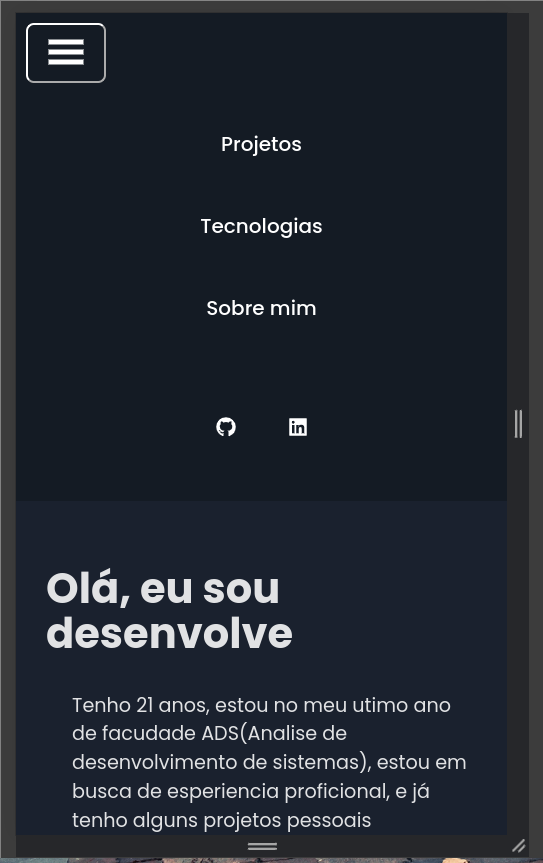 Projetos
Tecnologias
Sobre mim
in
Olá, eu sou
desenvolve
Tenho 21 anos, estou no meu utimo ano
de facudade ADS(Analise de
desenvolvimento de sistemas), estou em
busca de esperiencia proficional, e já
tenho alguns projetos pessoais